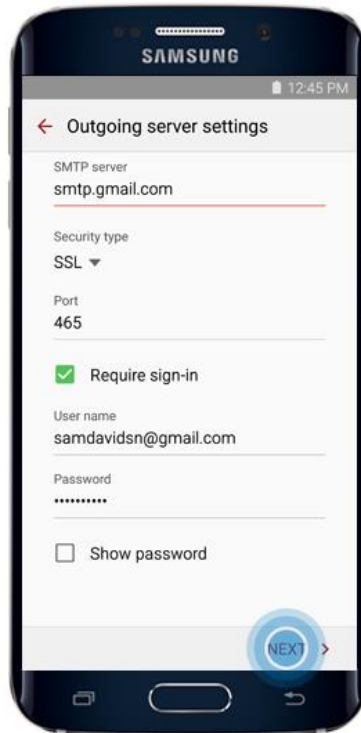 SAMSUNG
12:45 PM
Outgoing server settings
SMTP server
smtp.gmail.com
Security type
SSL
Port
465
Require sign-in
User name
samdavidsn@gmail.com
Password
••••••••••
Show password
NEXT